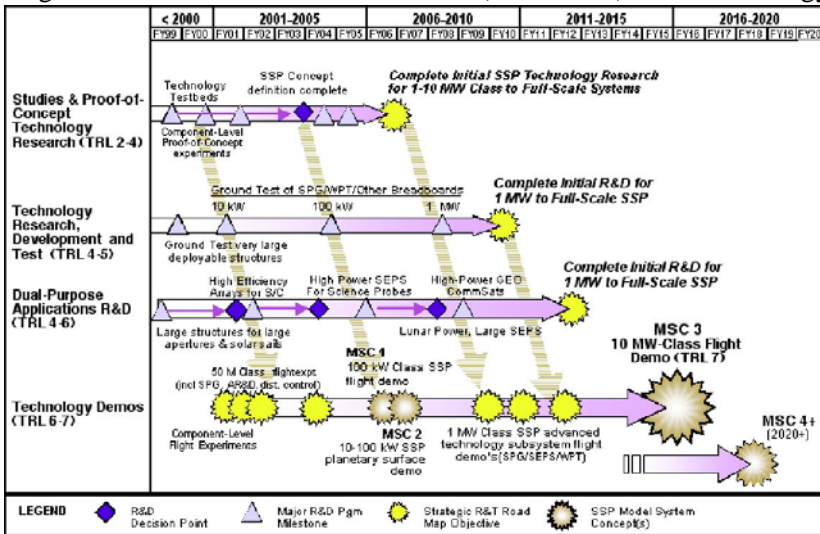 < 2000 2001-2005 2006-2010 2011-2015 2016-2020
FY99 FY00 FY01 FY02 FY03 FY04 FY05 FY06 FY07 FY08 FY09 FY10 FY11 FY12 FY13 FY14 FY15 FY16 FY17 FY18 FY19 FY20
Studies & Proof-of-
Concept
Technology
Research (TRL 2-4)
Technology
Testbeds
SSP Concept
definition complete
Complete Initial SSP Technology Research
for 1-10 MW Class to Full-Scale Systems
Component-Level
Proof-of-Concept
experiments
Technology
Research,
Development and
Test (TRL 4-5)
Ground Test of SPG/WPT/Other Breadboards
10 kW 100 kW 1 MW
Complete Initial R&D for
1 MW to Full-Scale SSP
Ground Test very large
deployable structures
Dual-Purpose
Applications R&D
(TRL 4-6)
High Efficiency
Arrays for S/C
High Power SEPS
For Science Probes
High-Power GEO
CommSats
Complete Initial R&D for
1 MW to Full-Scale SSP
Large structures for large
apertures & solar sails
Lunar Power, Large SEPS
Technology Demos
(TRL 6-7)
50 M Class flightexpt
(incl SPG, AR&D, dist. control)
MSC 1
100 kW Class SSP
flight demo
MSC 3
10 MW-Class Flight
Demo (TRL 7)
Component-Level
Flight Experiments
MSC 2
10-100 kW SSP
planetary surface
demo
1 MW Class SSP advanced
technology subsystem flight
demo's(SPG/SEPS/WPT)
MSC 4+
(2020+)
LEGEND
R&D
Decision Point
Major R&D Pgm
Milestone
Strategic R&T Road
Map Objective
SSP Model System
Concept(s)